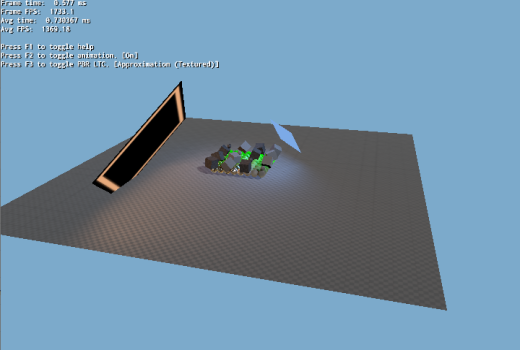 Frame time: 0.577 ms
Frame FPS: 1733.1
Avg time: 0.730367 ms
Avg FPS: 1369.18
Press F1 to toggle help
Press F2 to toggle animation. [On]
Press F3 to toggle PBR LTC. [Approximation (Textured)]